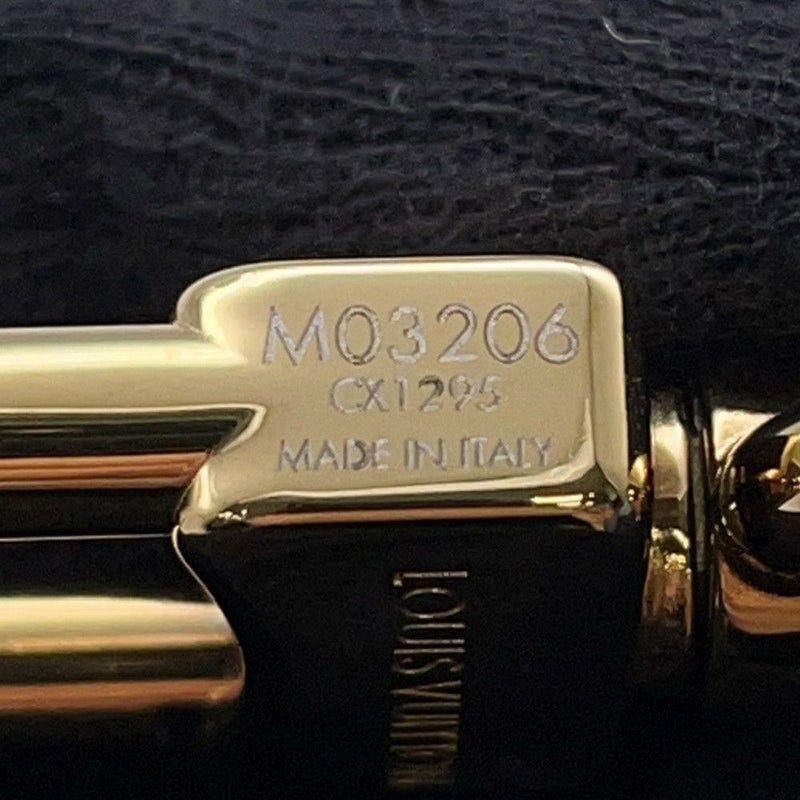 M03206
CX1295
MADE IN ITALY
LOUIS VUITTON